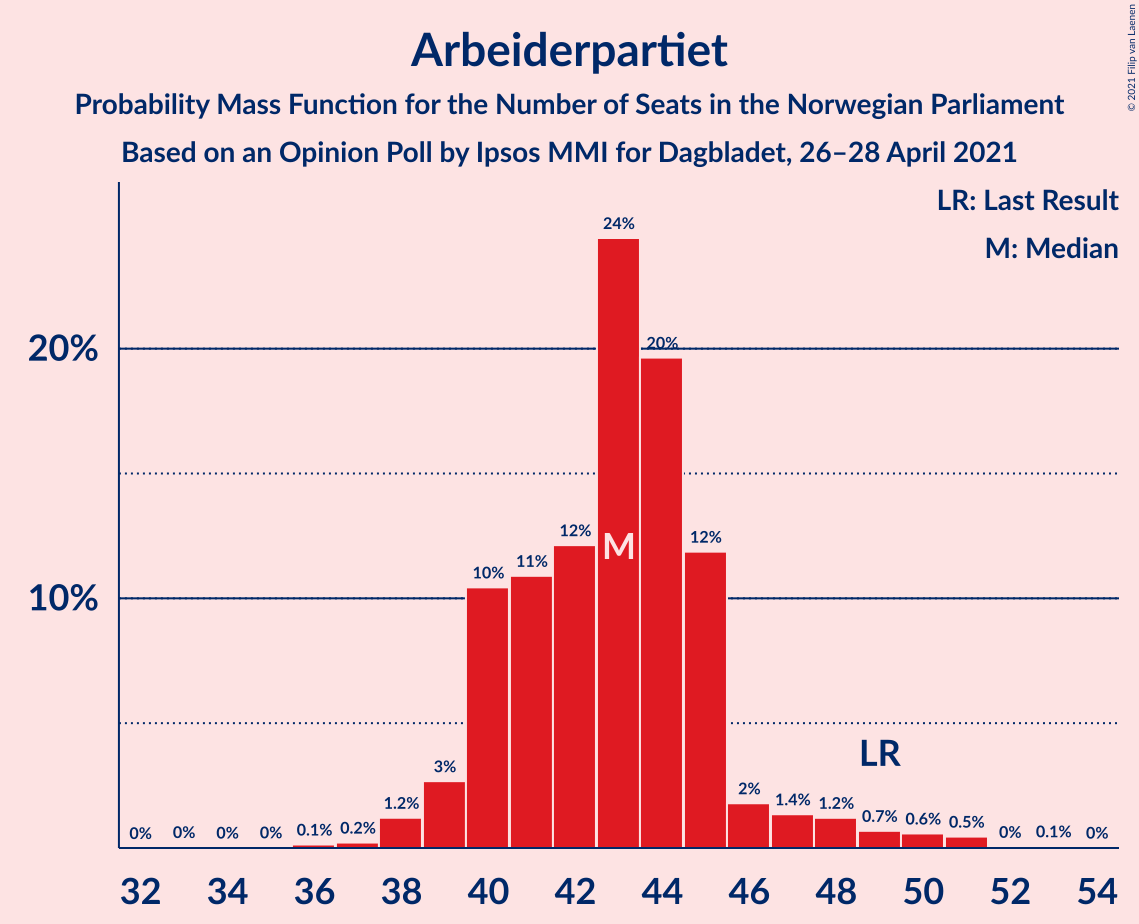 Arbeiderpartiet
Probability Mass Function for the Number of Seats in the Norwegian Parliament
Based on an Opinion Poll by Ipsos MMI for Dagbladet, 26–28 April 2021
© 2021 Filip van Laenen
LR: Last Result
M: Median
20%
10%
0% 0% 0% 0% 0.1% 0.2% 1.2% 3% 10% 11% 12% 24% 20% 12% 2% 1.4% 1.2% 0.7% 0.6% 0.5% 0% 0.1% 0%
M
LR
32 34 36 38 40 42 44 46 48 50 52 54